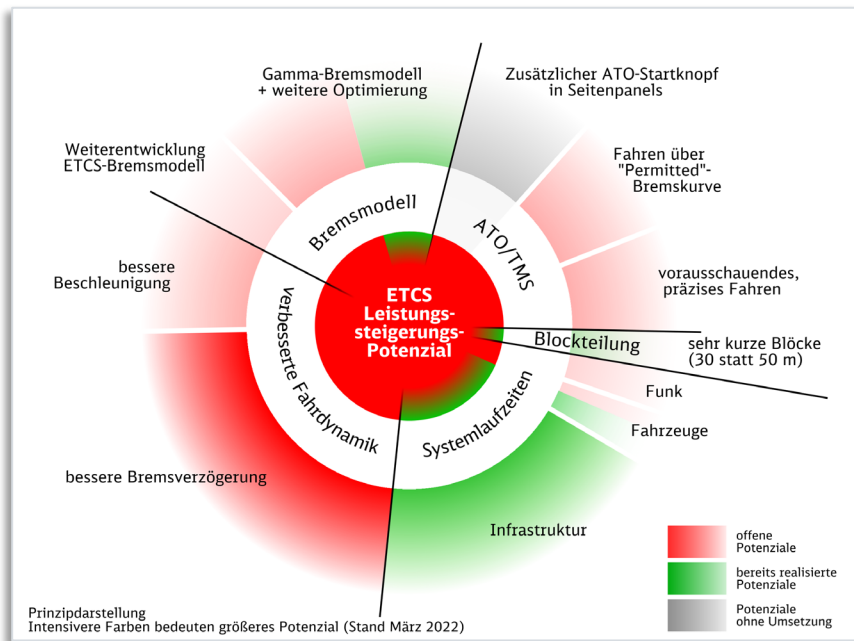 Gamma-Bremsmodell
+ weitere Optimierung
Zusätzlicher ATO-Startknopf
in Seitenpanels
Weiterentwicklung
ETCS-Bremsmodell
Fahren über
"Permitted"-
Bremskurve
Bremsmodell
ATO/TMS
bessere
Beschleunigung
vorausschauendes,
präzises Fahren
ETCS
Leistungs-
steigerungs-
Potenzial
verbesserte Fahrdynamik
Blockteilung
sehr kurze Blöcke
(30 statt 50 m)
Funk
Systemlaufzeiten
Fahrzeuge
bessere Bremsverzögerung
Infrastruktur
offene
Potenziale
bereits realisierte
Potenziale
Potenziale
ohne Umsetzung
Prinzipdarstellung
Intensivere Farben bedeuten größeres Potenzial (Stand März 2022)